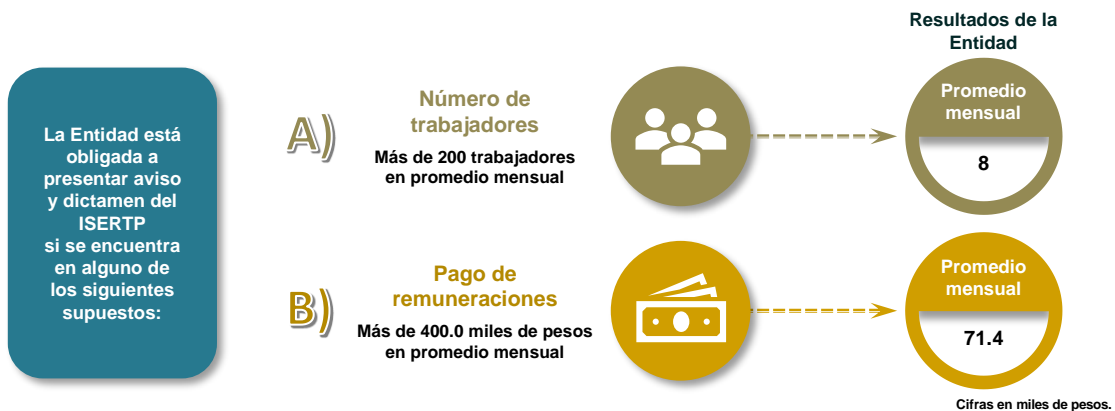 La Entidad está
obligada a
presentar aviso
y dictamen del
ISERTP
si se encuentra
en alguno de
los siguientes
supuestos:
A)
Número de
trabajadores
Más de 200 trabajadores
en promedio mensual
Resultados de la
Entidad
Promedio
mensual
8
B)
Pago de
remuneraciones
Más de 400.0 miles de pesos
en promedio mensual
Promedio
mensual
71.4
Cifras en miles de pesos.